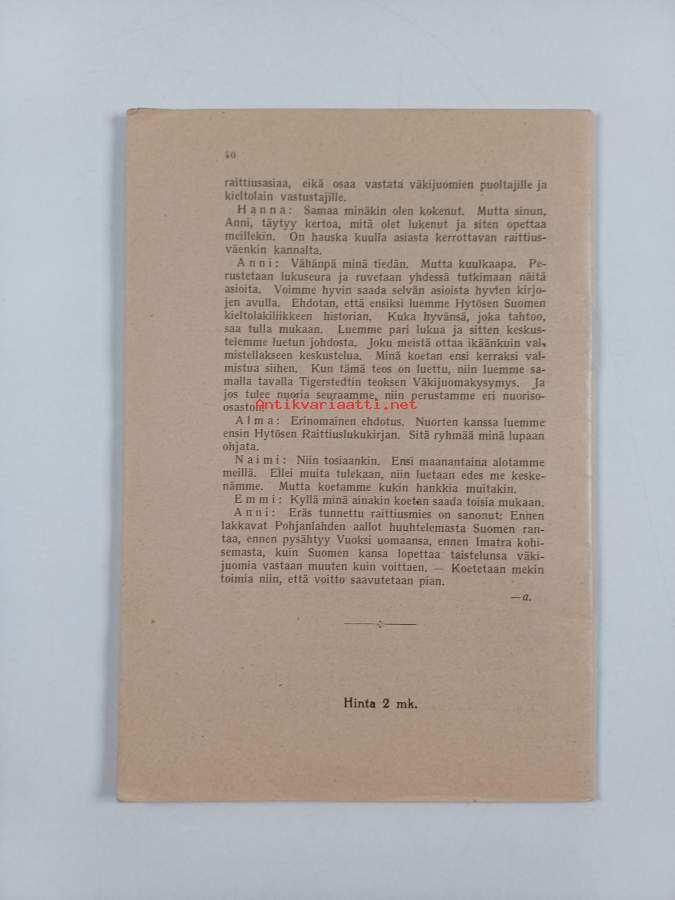 40
raittiusasiaa, eikä osaa vastata väkijuomien puoltajille ja
kieltolain vastustajille.
Hanna: Samaa minäkin olen kokenut. Mutta sinun,
Anni, täytyy kertoa, mitä olet lukenut ja siten opettaa
meillekin. On hauska kuulla asiasta kerrottavan raittius-
väenkin kannalta.
Anni: Vähänpä minä tiedän. Mutta kuulkaapa. Pe-
rustetaan lukuseura ja ruvetaan yhdessä tutkimaan näitä
asioita. Voimme hyvin saada selvän asioista hyvien kirjo-
jen avulla. Ehdotan, että ensiksi luemme Hytösen Suomen
kieltolakiliikkeen historian. Kuka hyvänsä, joka tahtoo,
saa tulla mukaan. Luemme pari lukua ja sitten keskus-
telemme luetun johdosta. Joku meistä ottaa ikäänkuin val-
mistellakseen keskustelua. Minä koetan ensi kerraksi val-
mistua siihen. Kun tämä teos on luettu, niin luemme sa-
malla tavalla Tigerstedtin teoksen Väkijuomakysymys. Ja
jos tulee nuoria seuraamme, niin perustamme eri nuoriso-
osaston.
Antikvariaatti.net
Alma: Erinomainen ehdotus. Nuorten kanssa luemme
ensin Hytösen Raittiuslukukirjan. Sitä ryhmää minä lupaan
ohjata.
Naimi: Niin tosiaankin. Ensi maanantaina alotamme
meillä. Ellei muita tulekaan, niin luetaan edes me keske-
nämme. Mutta koetamme kukin hankkia muitakin.
Emmi: Kyllä minä ainakin koetan saada toisia mukaan.
Anni: Eräs tunnettu raittiusmies on sanonut: Ennen
lakkavat Pohjanlahden aallot huuhtelemasta Suomen ran-
taa, ennen pysähtyy Vuoksi uomaansa, ennen Imatra kohi-
semasta, kuin Suomen kansa lopettaa taistelunsa väki-
juomia vastaan muuten kuin voittaen. — Koetetaan mekin
toimia niin, että voitto saavutetaan pian.
—a.
Hinta 2 mk.